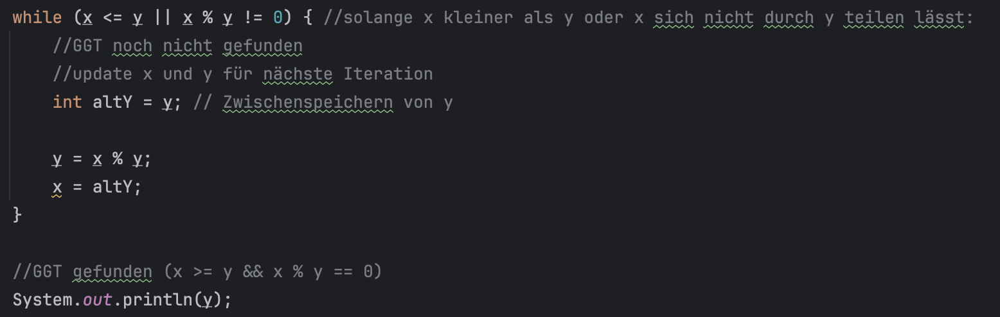 while (x <= y || x % y != 0) { //solange x kleiner als y oder x sich nicht durch y teilen lässt:
//GGT noch nicht gefunden
//update x und y für nächste Iteration
int altY = y; // Zwischenspeichern von y
y = x % y;
x = altY;
}
//GGT gefunden (x >= y && x % y == 0)
System.out.println(y);